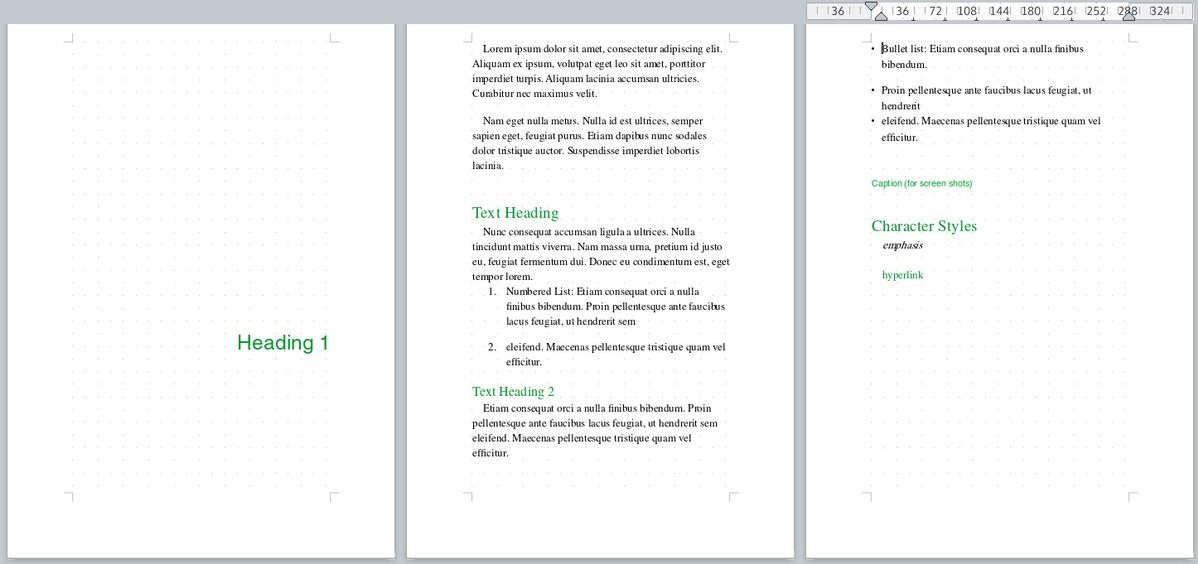 36 36 72 108 144 180 216 252 288 324
Heading 1
Lorem ipsum dolor sit amet, consectetur adipiscing elit.
Aliquam ex ipsum, volutpat eget leo sit amet, porttitor
imperdiet turpis. Aliquam lacinia accumsan ultricies.
Curabitur nec maximus velit.
Nam eget nulla metus. Nulla id est ultrices, semper
sapien eget, feugiat purus. Etiam dapibus nunc sodales
dolor tristique auctor. Suspendisse imperdiet lobortis
lacinia.
Text Heading
Nunc consequat accumsan ligula a ultrices. Nulla
tincidunt mattis viverra. Nam massa urna, pretium id justo
eu, feugiat fermentum dui. Donec eu condimentum est, eget
tempor lorem.
1. Numbered List: Etiam consequat orci a nulla
finibus bibendum. Proin pellentesque ante faucibus
lacus feugiat, ut hendrerit sem
2. eleifend. Maecenas pellentesque tristique quam vel
efficitur.
Text Heading 2
Etiam consequat orci a nulla finibus bibendum. Proin
pellentesque ante faucibus lacus feugiat, ut hendrerit sem
eleifend. Maecenas pellentesque tristique quam vel
efficitur.
• Bullet list: Etiam consequat orci a nulla finibus
bibendum.
• Proin pellentesque ante faucibus lacus feugiat, ut
hendrerit
• eleifend. Maecenas pellentesque tristique quam vel
efficitur.
Caption (for screen shots)
Character Styles
emphasis
hyperlink